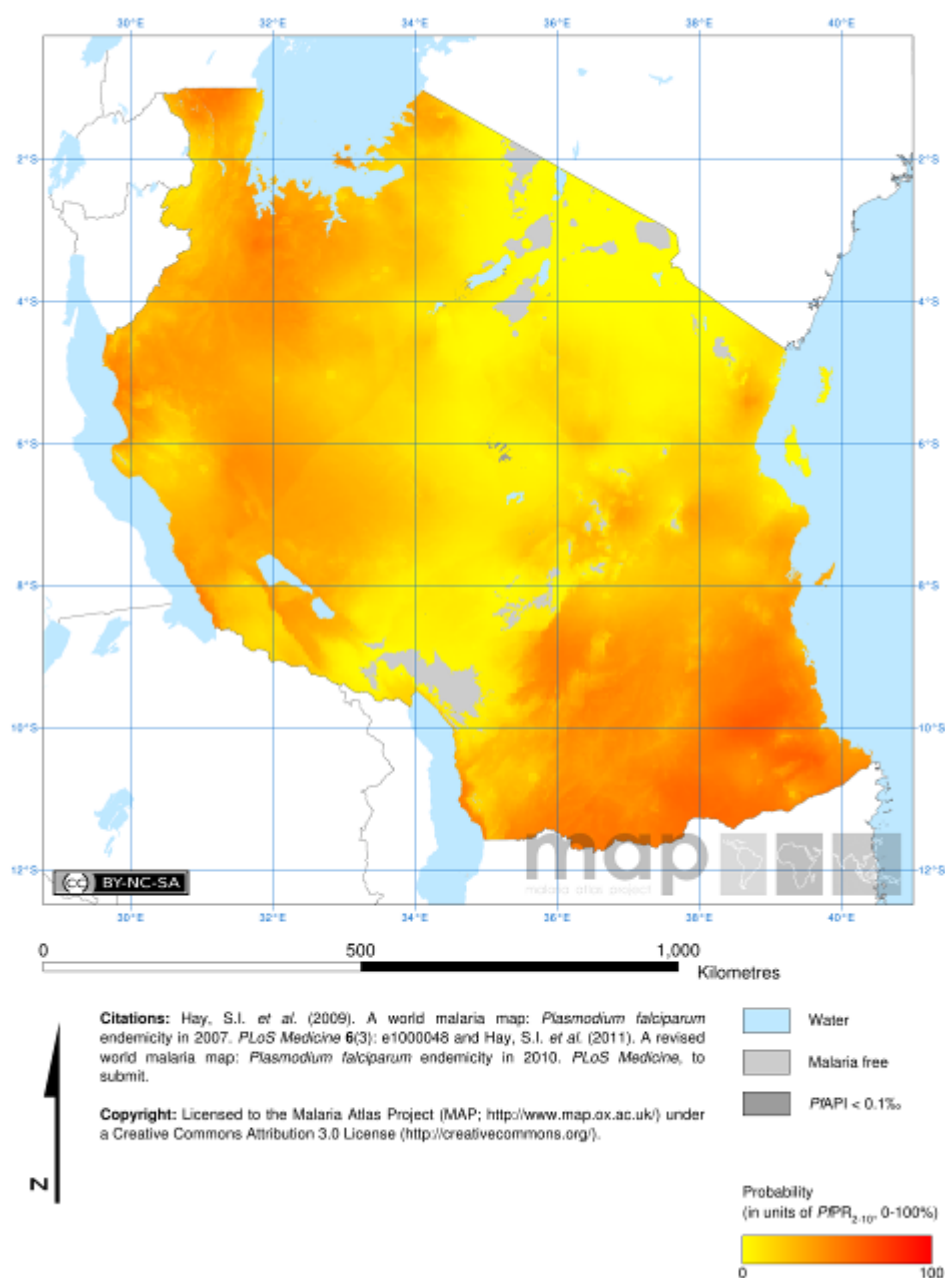 30°E 32°E 34°E 36°E 38°E 40°E
2°S 2°S
4°S 4°S
6°S 6°S
8°S 8°S
10°S 10°S
12°S 12°S
map
malaria atlas project
CC BY-NC-SA
30°E 32°E 34°E 36°E 38°E 40°E
0 500 1,000
Kilometres
Citations: Hay, S.I. et al. (2009). A world malaria map: Plasmodium falciparum
endemicity in 2007. PLoS Medicine 6(3): e1000048 and Hay, S.I. et al. (2011). A revised
world malaria map: Plasmodium falciparum endemicity in 2010. PLoS Medicine, to
submit.
Copyright: Licensed to the Malaria Atlas Project (MAP; http://www.map.ox.ac.uk/) under
a Creative Commons Attribution 3.0 License (http://creativecommons.org/).
N
Water
Malaria free
PfAPI < 0.1‰
Probability
(in units of PfPR2-10, 0-100%)
0 100